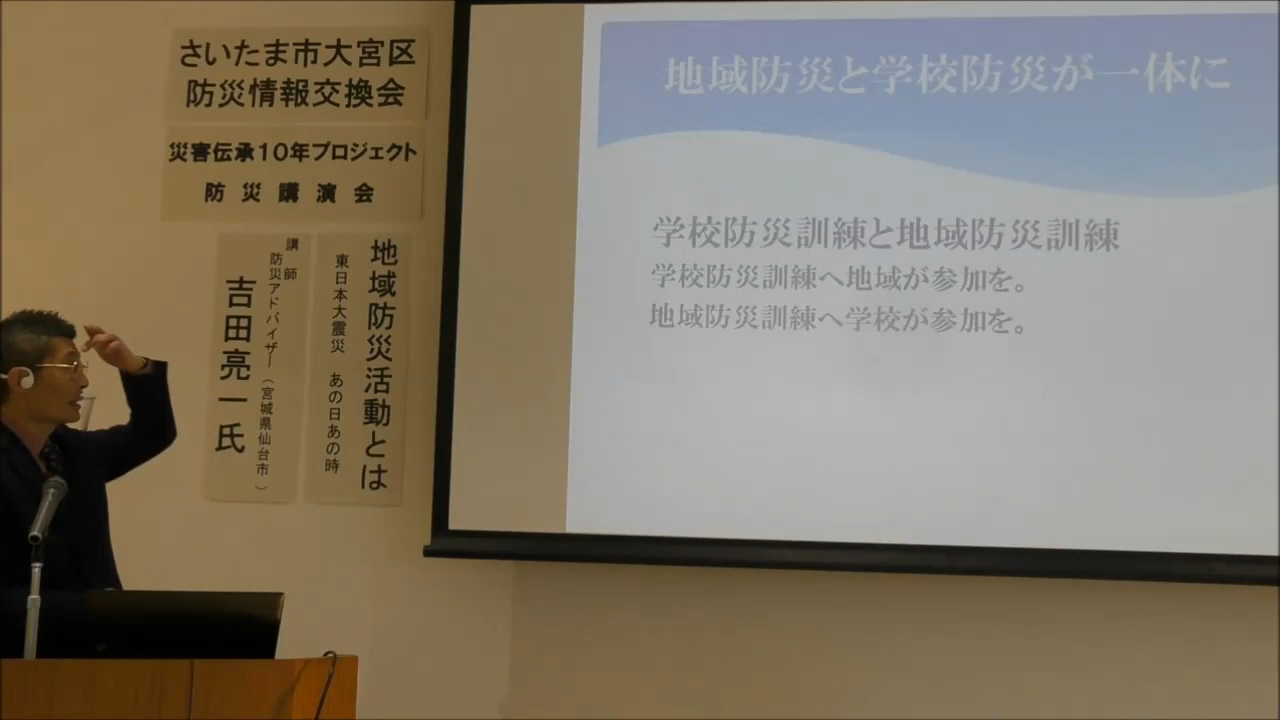 さいたま市大宮区
防災情報交換会
災害伝承10年プロジェクト
防災講演会
地域防災活動とは
東日本大震災 あの日あの時
講師
防災アドバイザー(宮城県仙台市)
吉田亮一氏
地域防災と学校防災が一体に
学校防災訓練と地域防災訓練
学校防災訓練へ地域が参加を。
地域防災訓練へ学校が参加を。